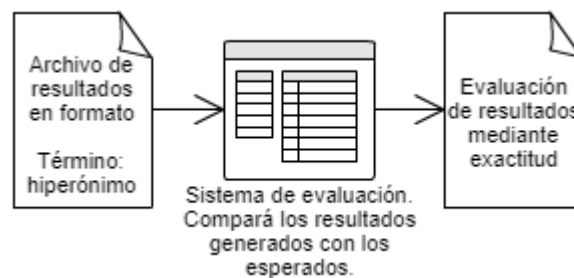 Archivo de
resultados
en formato
Término:
hiperónimo
Sistema de evaluación.
Compará los resultados
generados con los
esperados.
Evaluación
de resultados
mediante
exactitud